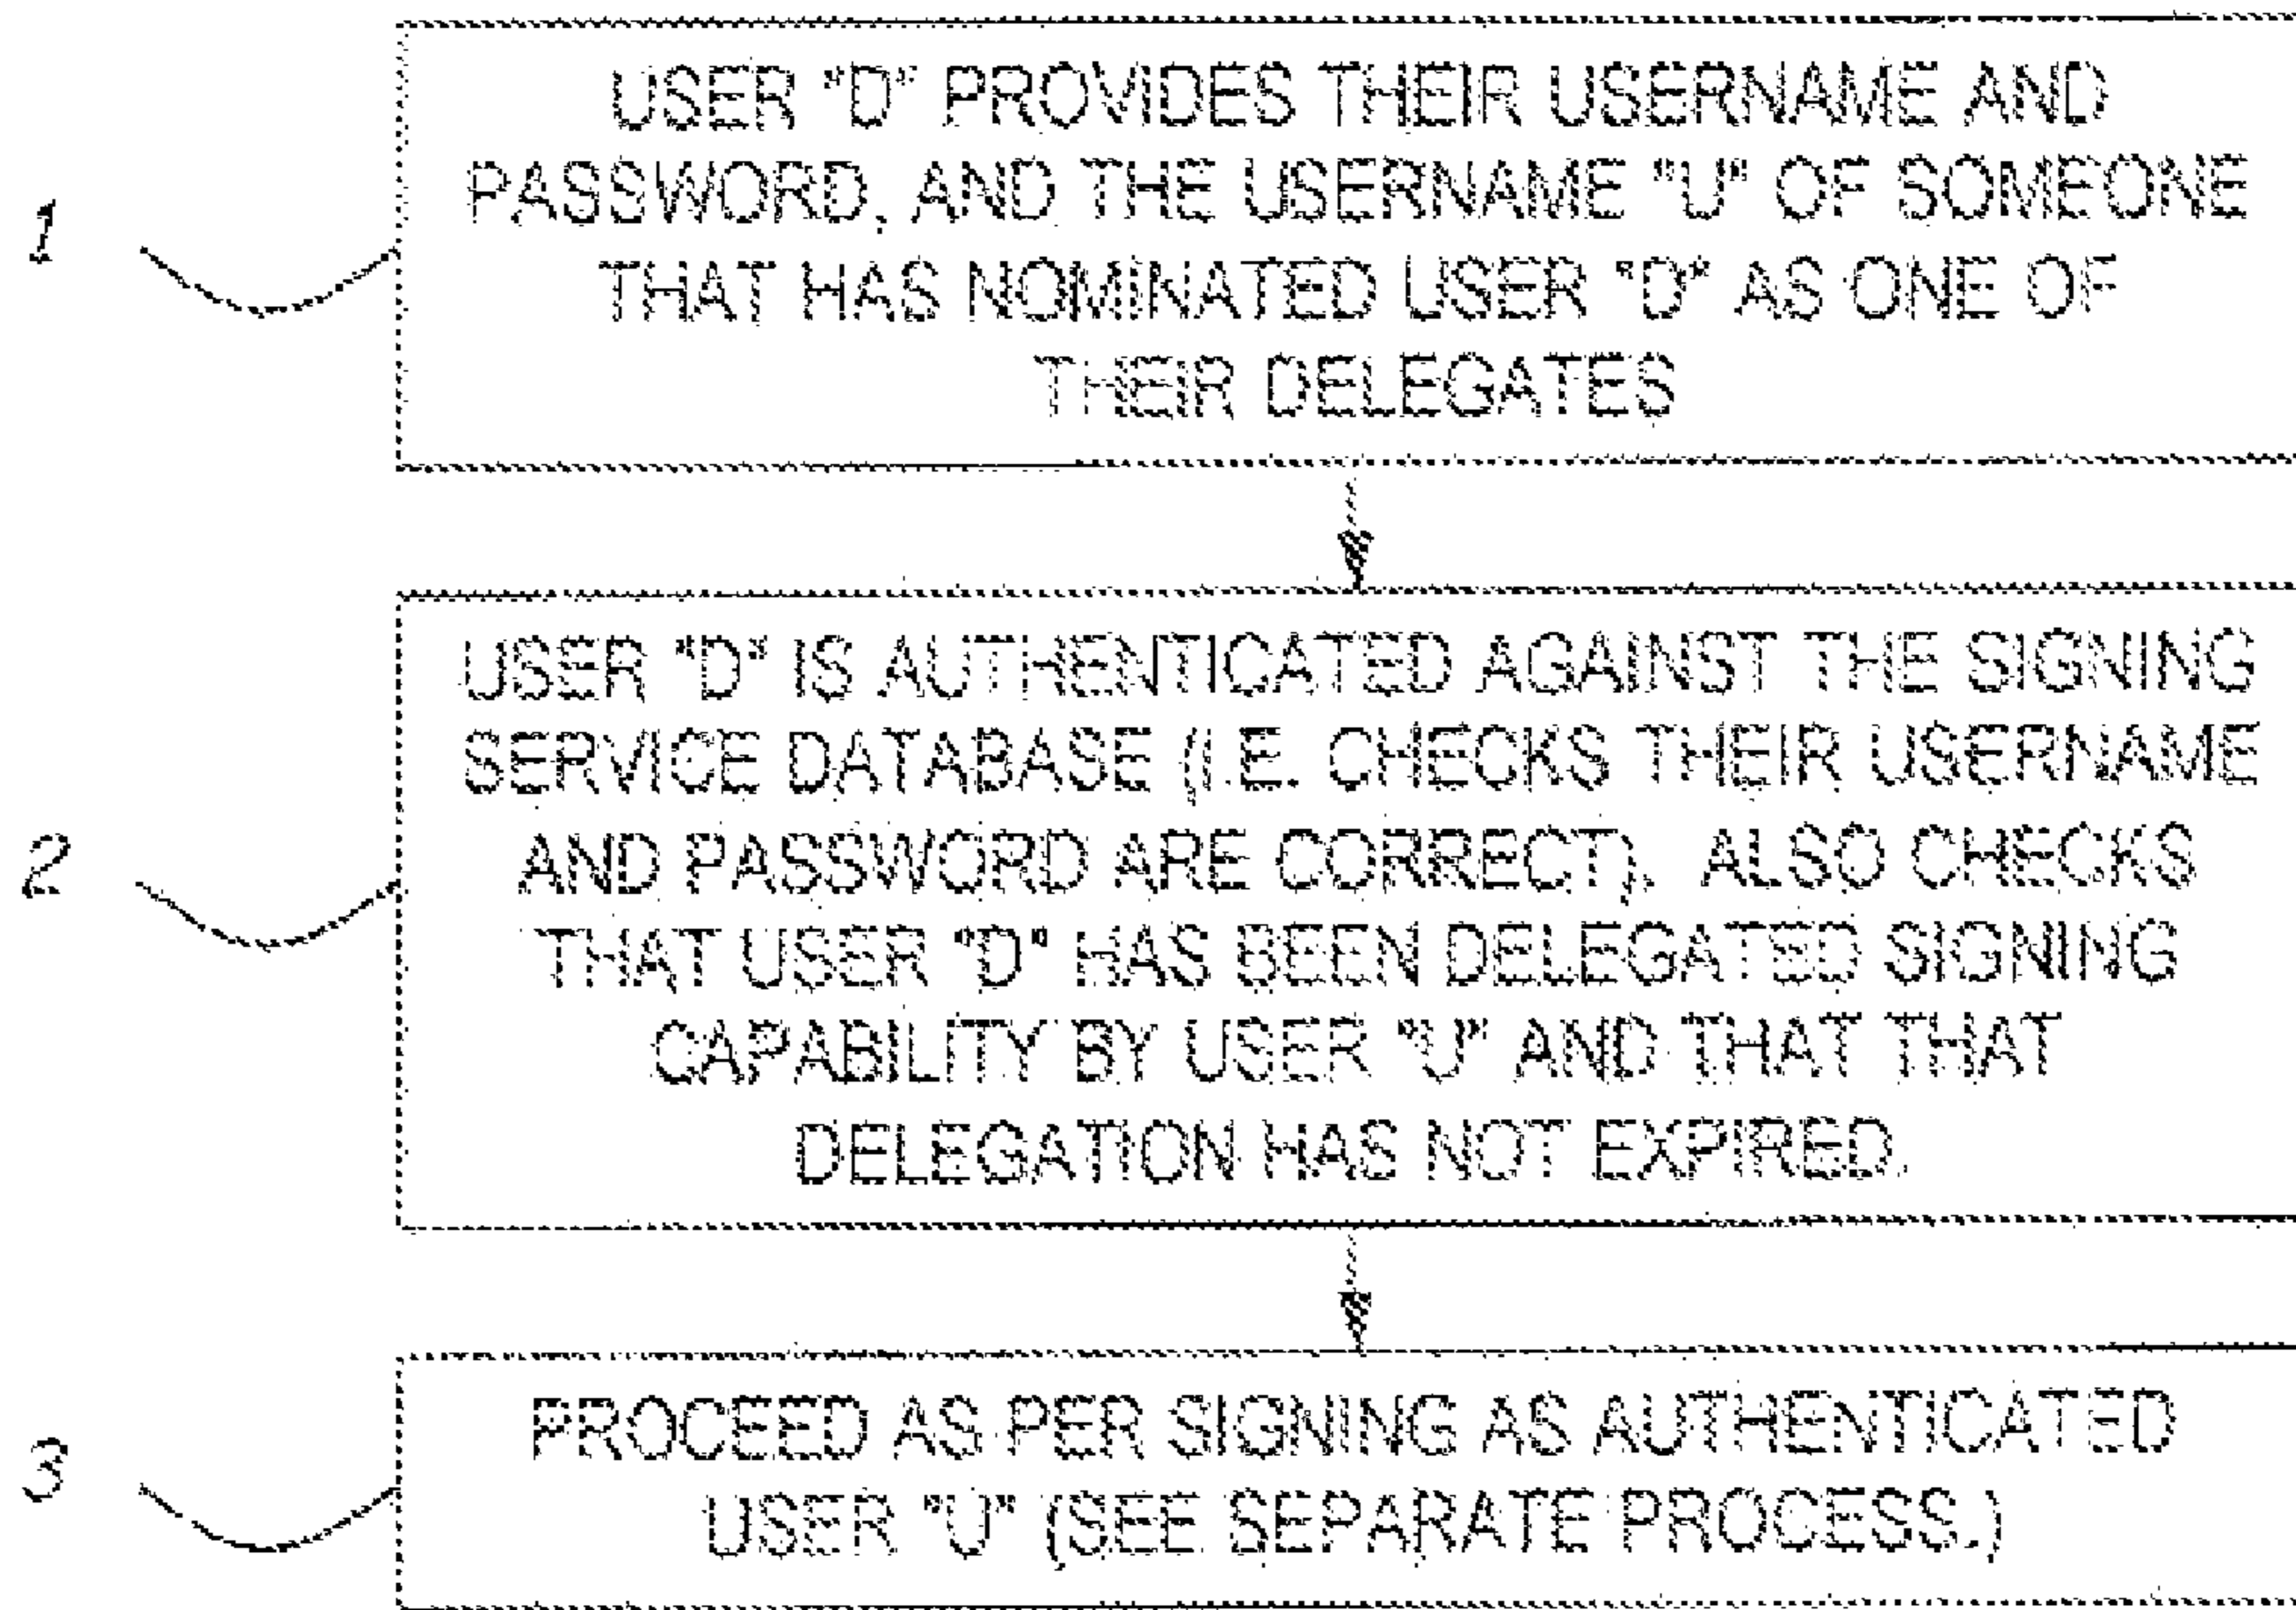 1
USER "D" PROVIDES THEIR USERNAME AND
PASSWORD, AND THE USERNAME "U" OF SOMEONE
THAT HAS NOMINATED USER "D" AS ONE OF
THEIR DELEGATES
2
USER "D" IS AUTHENTICATED AGAINST THE SIGNING
SERVICE DATABASE (I.E. CHECKS THEIR USERNAME
AND PASSWORD ARE CORRECT). ALSO CHECKS
THAT USER "D" HAS BEEN DELEGATED SIGNING
CAPABILITY BY USER "U" AND THAT THAT
DELEGATION HAS NOT EXPIRED.
3
PROCEED AS PER SIGNING AS AUTHENTICATED
USER "U" (SEE SEPARATE PROCESS.)